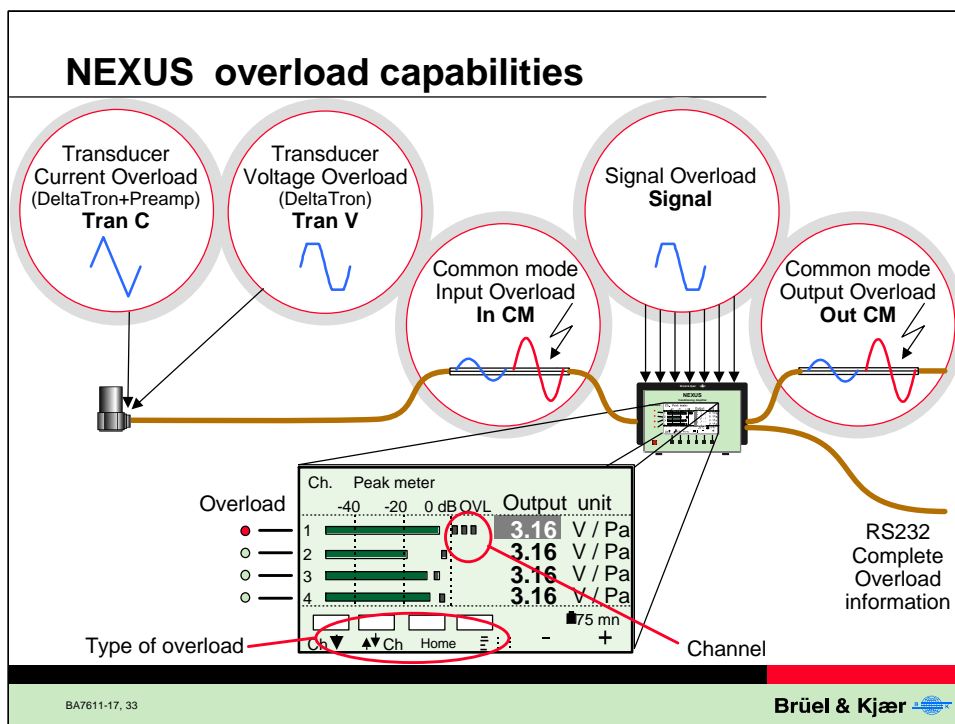 NEXUS overload capabilities
Transducer
Current Overload
(DeltaTron+Preamp)
Tran C
Transducer
Voltage Overload
(DeltaTron)
Tran V
Signal Overload
Signal
Common mode
Input Overload
In CM
Common mode
Output Overload
Out CM
NEXUS
Overload
Ch. Peak meter
-40 -20 0 dB OVL Output unit
1 3.16 V / Pa
2 3.16 V / Pa
3 3.16 V / Pa
4 3.16 V / Pa
75 mn
Ch Ch Home - +
Type of overload
Channel
RS232
Complete
Overload
information
BA7611-17, 33
Brüel & Kjær